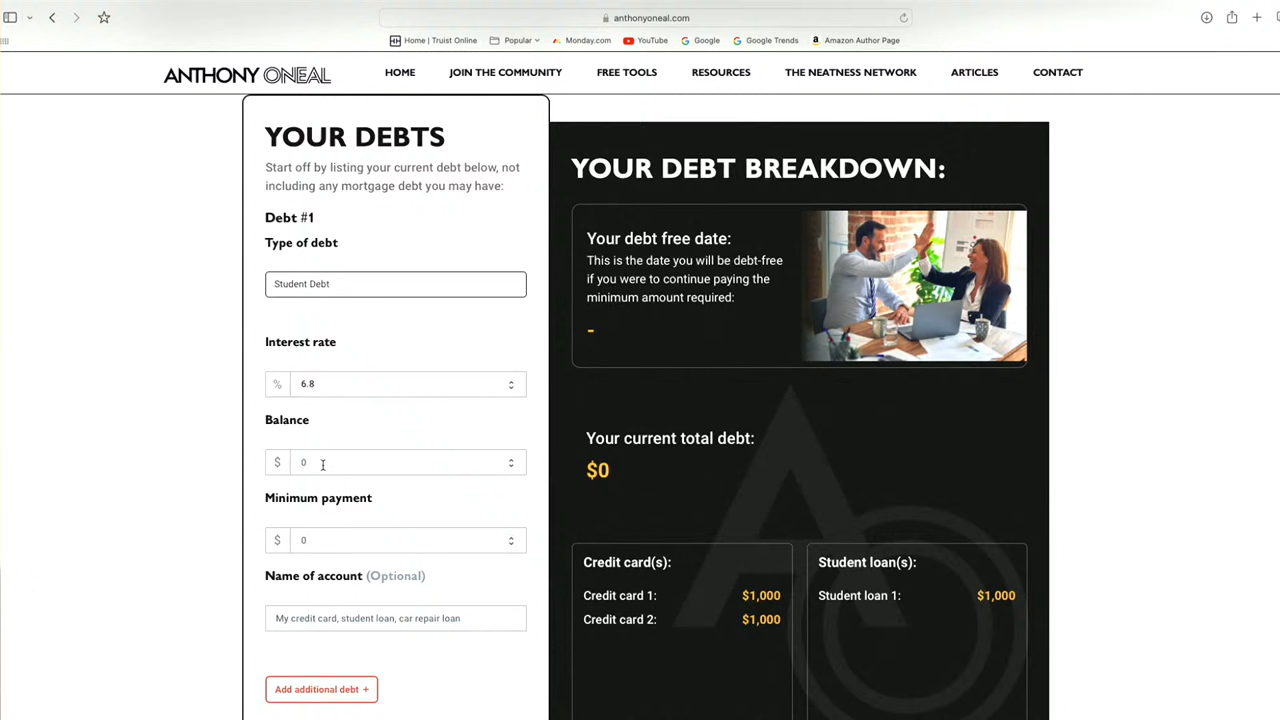 anthonyoneal.com
Home | Truist Online
Popular
Monday.com
YouTube
Google
Google Trends
Amazon Author Page
ANTHONY ONEAL
HOME
JOIN THE COMMUNITY
FREE TOOLS
RESOURCES
THE NEATNESS NETWORK
ARTICLES
CONTACT
YOUR DEBTS
Start off by listing your current debt below, not
including any mortgage debt you may have:
Debt #1
Type of debt
Student Debt
Interest rate
% 6.8
Balance
$ 0
Minimum payment
$ 0
Name of account (Optional)
My credit card, student loan, car repair loan
Add additional debt +
YOUR DEBT BREAKDOWN:
Your debt free date:
This is the date you will be debt-free
if you were to continue paying the
minimum amount required:
-
Your current total debt:
$0
Credit card(s):
Credit card 1: $1,000
Credit card 2: $1,000
Student loan(s):
Student loan 1: $1,000